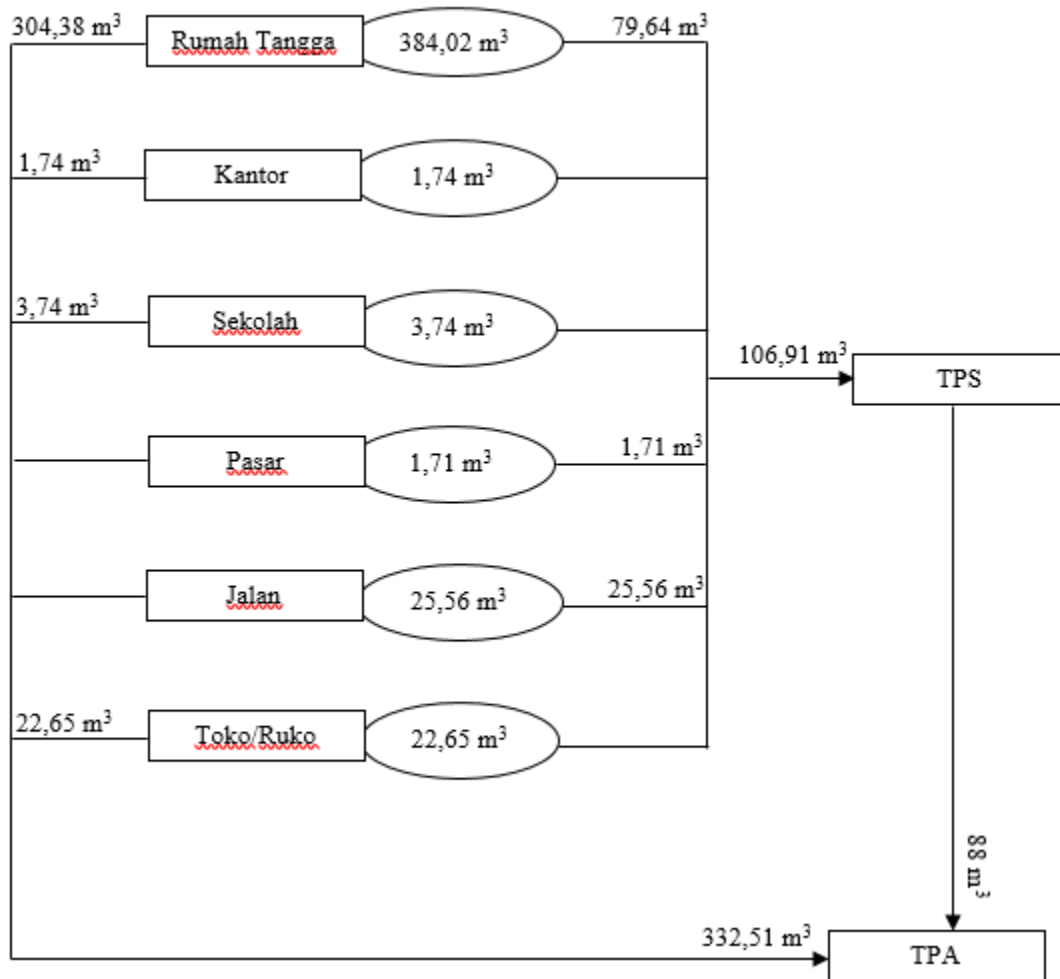 304,38 m³ Rumah Tangga 384,02 m³ 79,64 m³
1,74 m³ Kantor 1,74 m³
3,74 m³ Sekolah 3,74 m³
106,91 m³ TPS
Pasar 1,71 m³ 1,71 m³
Jalan 25,56 m³ 25,56 m³
22,65 m³ Toko/Ruko 22,65 m³
88 m³
332,51 m³ TPA